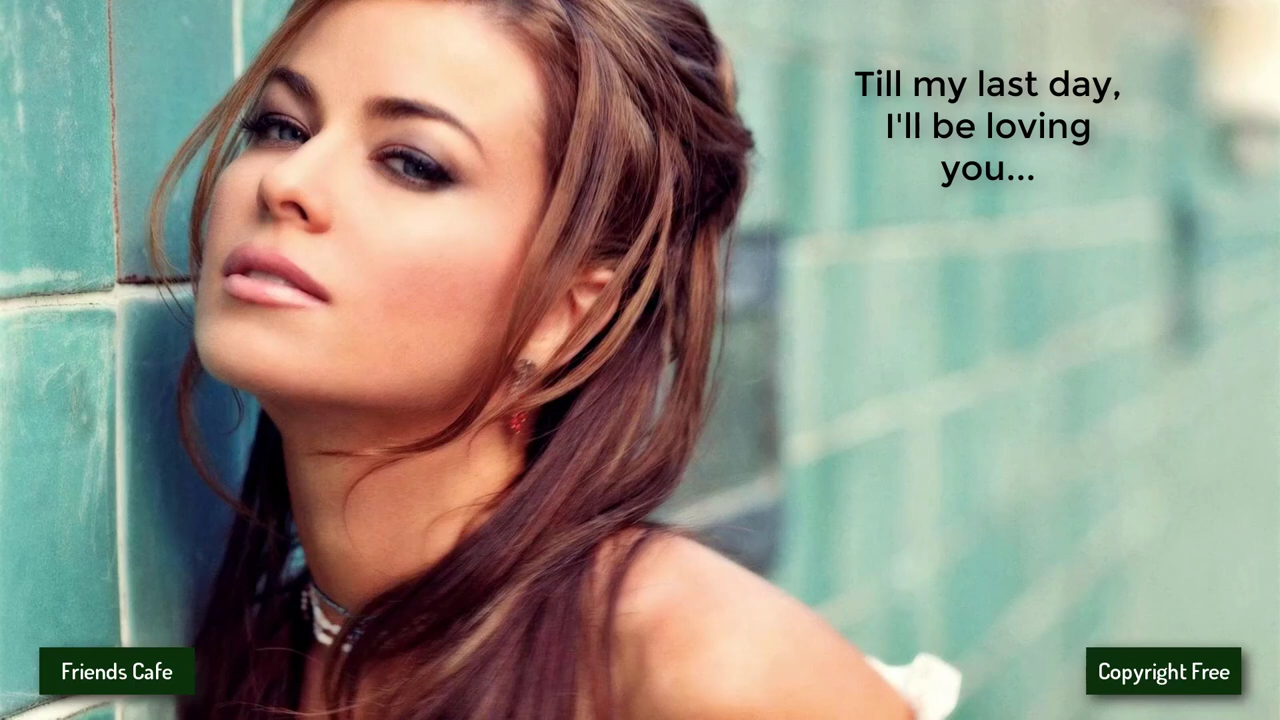 Till my last day,
I'll be loving
you...
Friends Cafe
Copyright Free